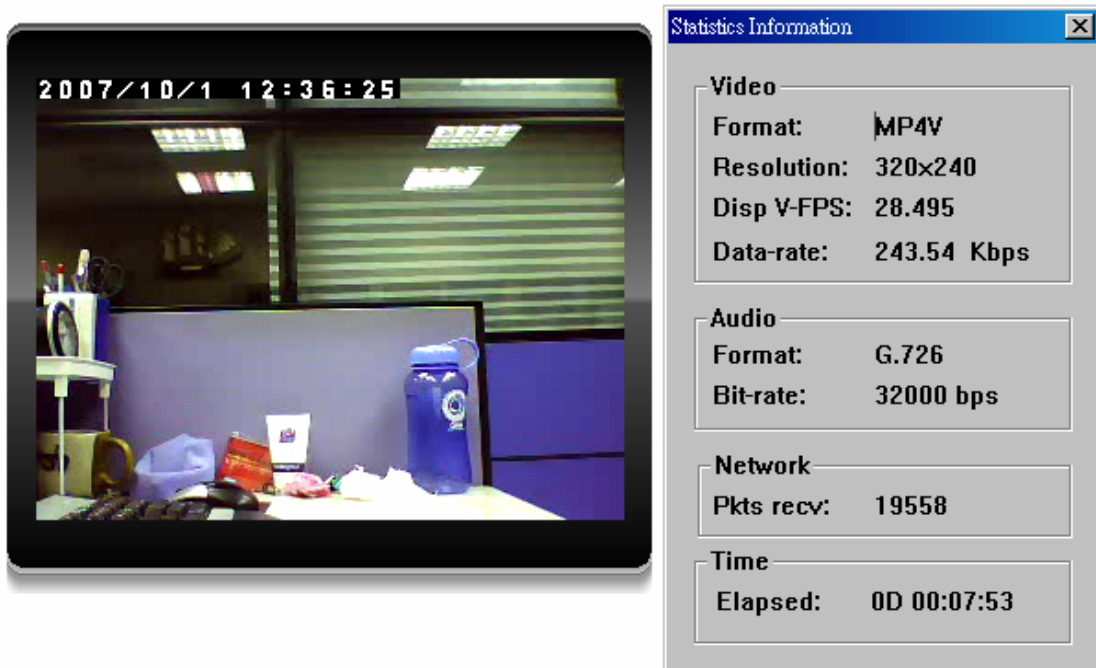 2007/10/1 12:36:25
Statistics Information
Video
Format: MP4V
Resolution: 320×240
Disp V-FPS: 28.495
Data-rate: 243.54 Kbps
Audio
Format: G.726
Bit-rate: 32000 bps
Network
Pkts recv: 19558
Time
Elapsed: 0D 00:07:53